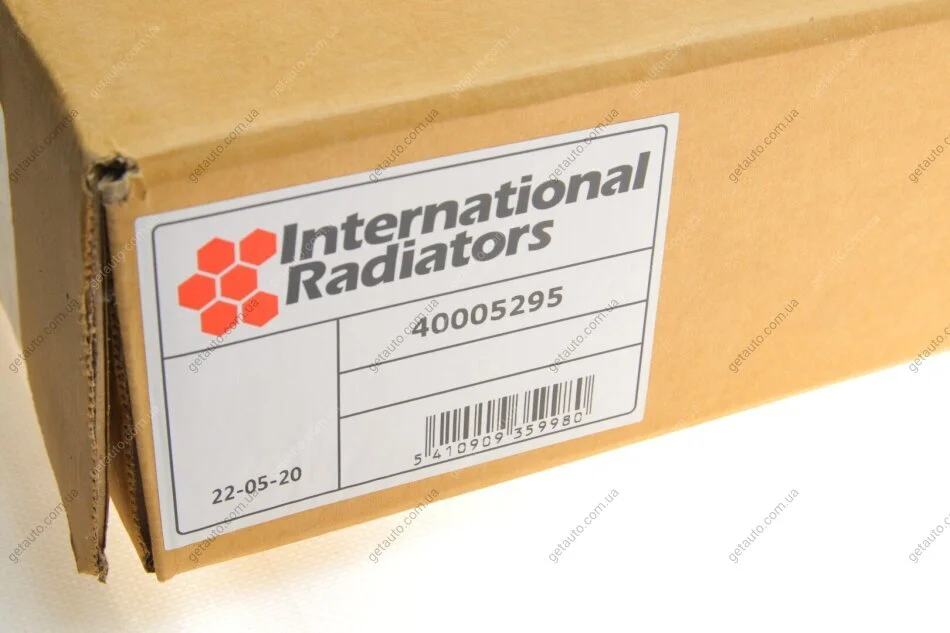 International
Radiators
40005295
5 410909 359980
22-05-20
getauto.com.ua